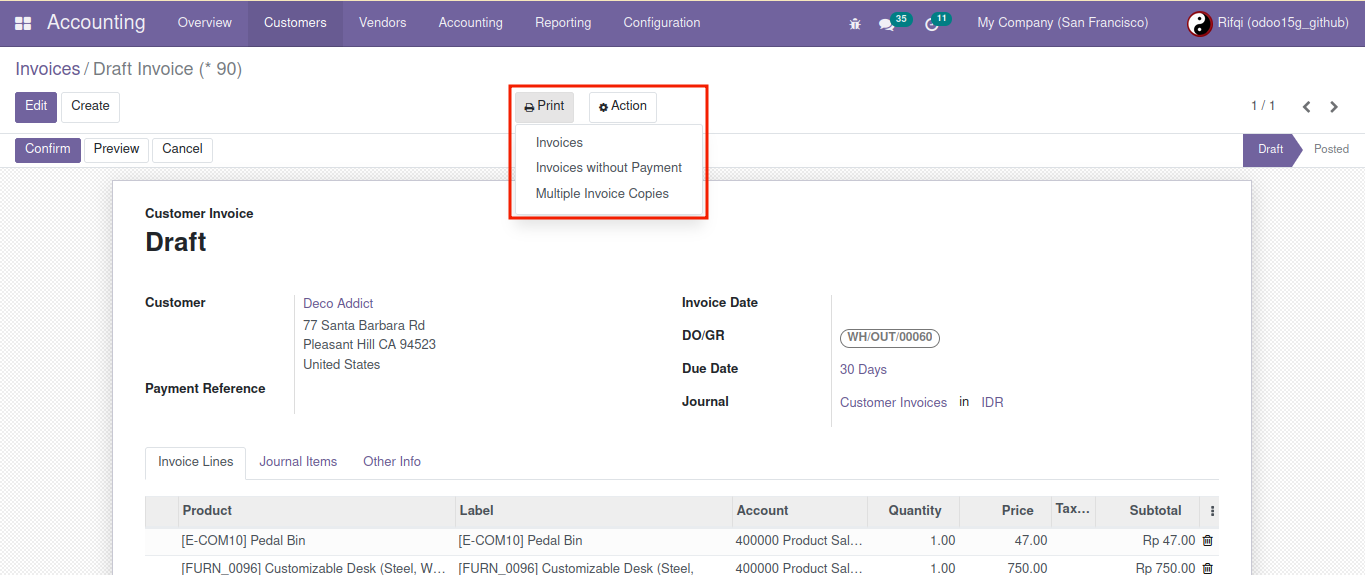 Accounting Overview Customers Vendors Accounting Reporting Configuration 35 11 My Company (San Francisco) Rifqi (odoo15g_github)
Invoices / Draft Invoice (* 90)
Edit Create Print Action 1 / 1
Invoices
Invoices without Payment
Multiple Invoice Copies
Confirm Preview Cancel Draft Posted
Customer Invoice
Draft
Customer Deco Addict
77 Santa Barbara Rd
Pleasant Hill CA 94523
United States
Payment Reference
Invoice Date
DO/GR WH/OUT/00060
Due Date 30 Days
Journal Customer Invoices in IDR
Invoice Lines Journal Items Other Info
Product Label Account Quantity Price Tax... Subtotal
[E-COM10] Pedal Bin [E-COM10] Pedal Bin 400000 Product Sal... 1.00 47.00 Rp 47.00
[FURN_0096] Customizable Desk (Steel, W... [FURN_0096] Customizable Desk (Steel, 400000 Product Sal... 1.00 750.00 Rp 750.00